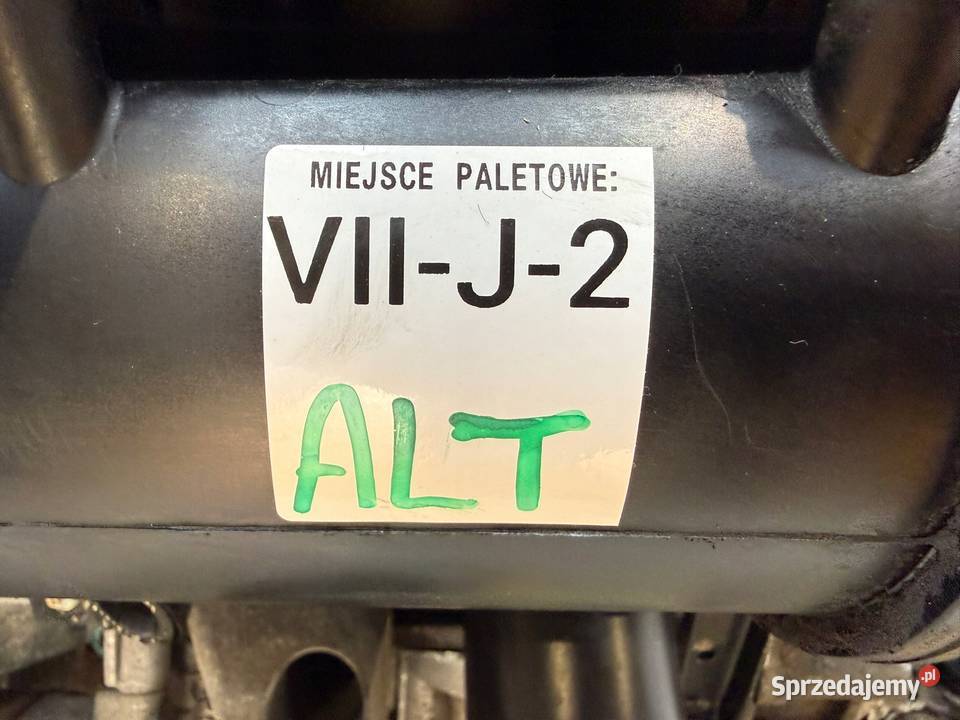 MIEJSCE PALETOWE:
VII-J-2
ALT
Sprzedajemy.pl